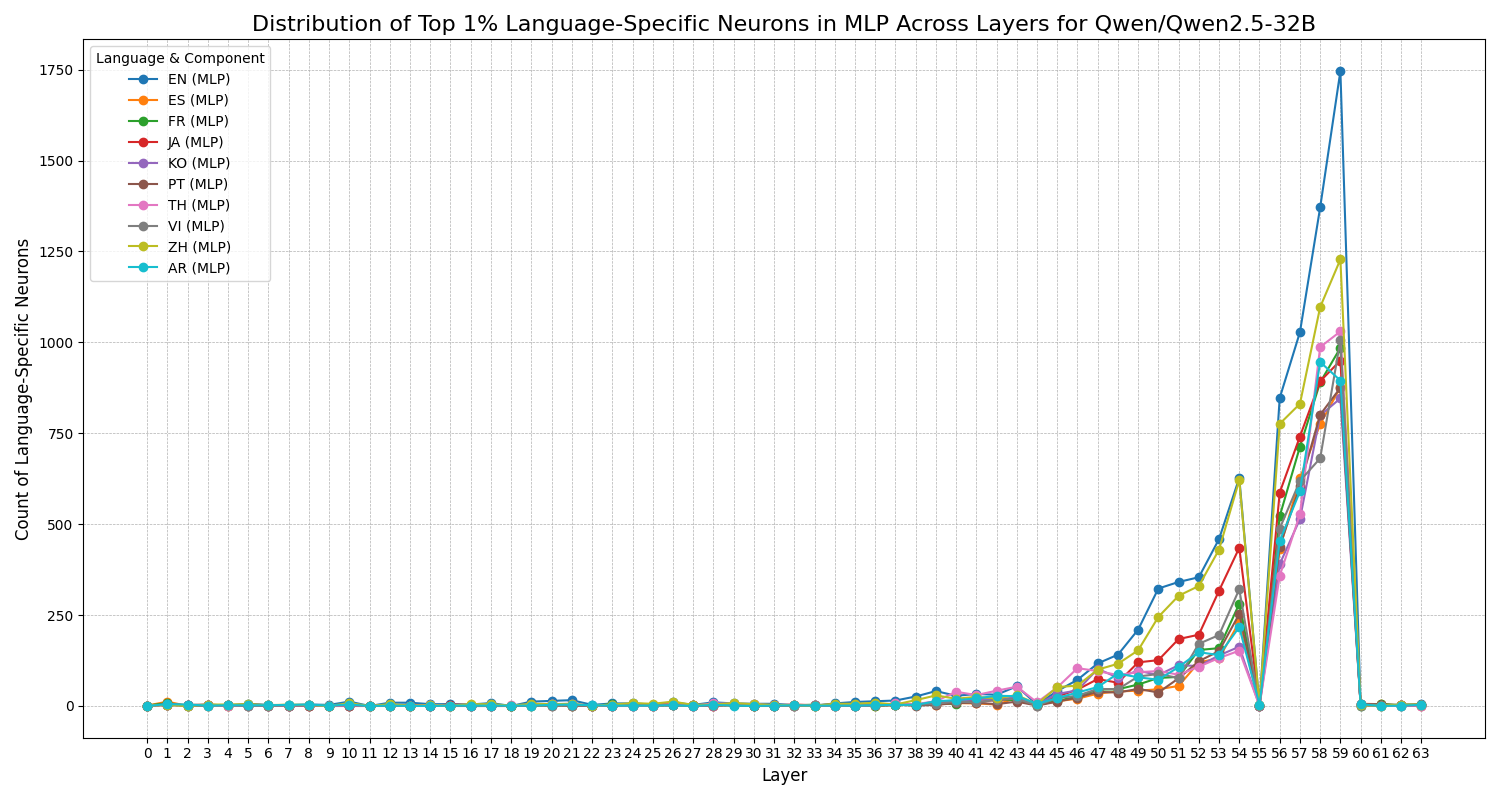 Distribution of Top 1% Language-Specific Neurons in MLP Across Layers for Qwen/Qwen2.5-32B
Language & Component
EN (MLP)
ES (MLP)
FR (MLP)
JA (MLP)
KO (MLP)
PT (MLP)
TH (MLP)
VI (MLP)
ZH (MLP)
AR (MLP)
Count of Language-Specific Neurons
1750
1500
1250
1000
750
500
250
0
0 1 2 3 4 5 6 7 8 9 10 11 12 13 14 15 16 17 18 19 20 21 22 23 24 25 26 27 28 29 30 31 32 33 34 35 36 37 38 39 40 41 42 43 44 45 46 47 48 49 50 51 52 53 54 55 56 57 58 59 60 61 62 63
Layer